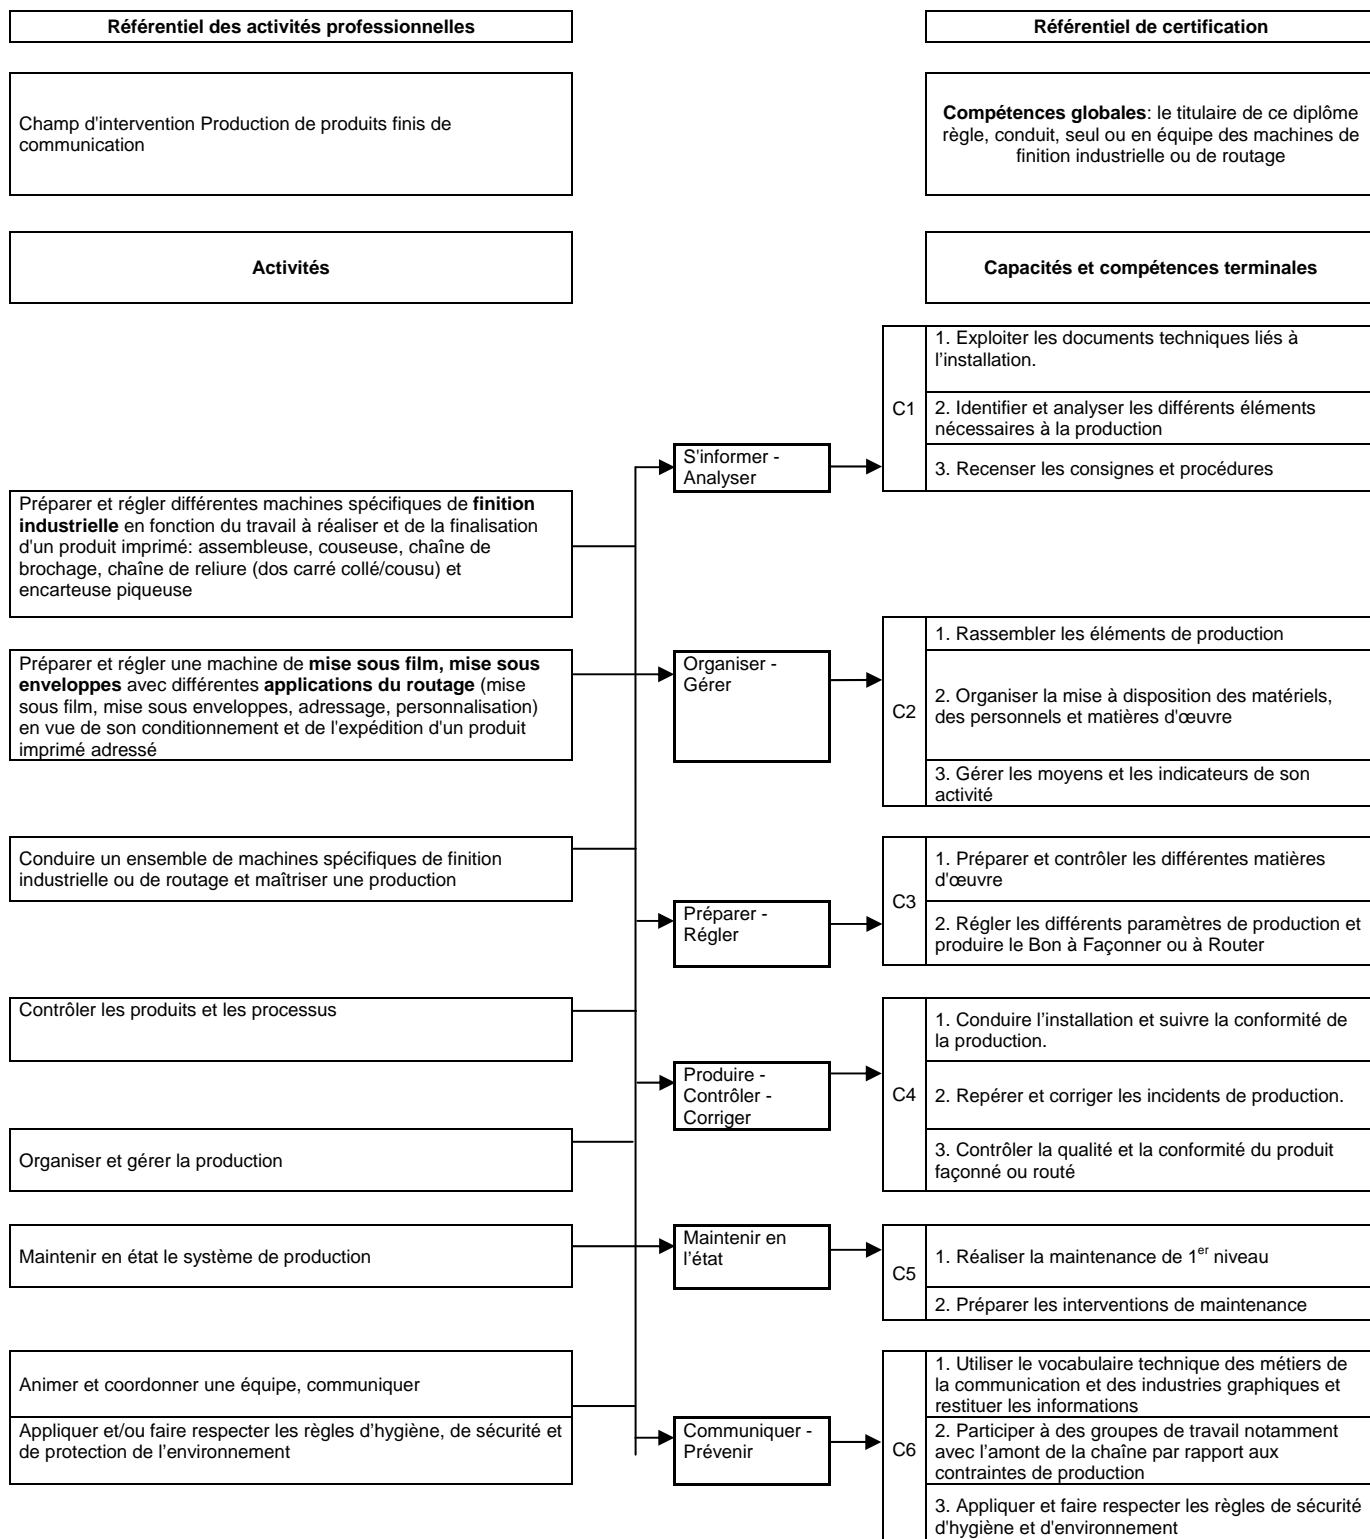 Référentiel des activités professionnelles
Référentiel de certification
Champ d'intervention Production de produits finis de
communication
Compétences globales: le titulaire de ce diplôme
règle, conduit, seul ou en équipe des machines de
finition industrielle ou de routage
Activités
Capacités et compétences terminales
Préparer et régler différentes machines spécifiques de finition
industrielle en fonction du travail à réaliser et de la finalisation
d'un produit imprimé: assembleuse, couseuse, chaîne de
brochage, chaîne de reliure (dos carré collé/cousu) et
encarteuse piqueuse
Préparer et régler une machine de mise sous film, mise sous
enveloppes avec différentes applications du routage (mise
sous film, mise sous enveloppes, adressage, personnalisation)
en vue de son conditionnement et de l'expédition d'un produit
imprimé adressé
Conduire un ensemble de machines spécifiques de finition
industrielle ou de routage et maîtriser une production
Contrôler les produits et les processus
Organiser et gérer la production
Maintenir en état le système de production
Animer et coordonner une équipe, communiquer
Appliquer et/ou faire respecter les règles d'hygiène, de sécurité et
de protection de l'environnement
S'informer -
Analyser
Organiser -
Gérer
Préparer -
Régler
Produire -
Contrôler -
Corriger
Maintenir en
l'état
Communiquer -
Prévenir
C1
1. Exploiter les documents techniques liés à
l'installation.
2. Identifier et analyser les différents éléments
nécessaires à la production
3. Recenser les consignes et procédures
C2
1. Rassembler les éléments de production
2. Organiser la mise à disposition des matériels,
des personnels et matières d'œuvre
3. Gérer les moyens et les indicateurs de son
activité
C3
1. Préparer et contrôler les différentes matières
d'œuvre
2. Régler les différents paramètres de production et
produire le Bon à Façonner ou à Router
C4
1. Conduire l'installation et suivre la conformité de
la production.
2. Repérer et corriger les incidents de production.
3. Contrôler la qualité et la conformité du produit
façonné ou routé
C5
1. Réaliser la maintenance de 1er niveau
2. Préparer les interventions de maintenance
C6
1. Utiliser le vocabulaire technique des métiers de
la communication et des industries graphiques et
restituer les informations
2. Participer à des groupes de travail notamment
avec l'amont de la chaîne par rapport aux
contraintes de production
3. Appliquer et faire respecter les règles de sécurité
d'hygiène et d'environnement